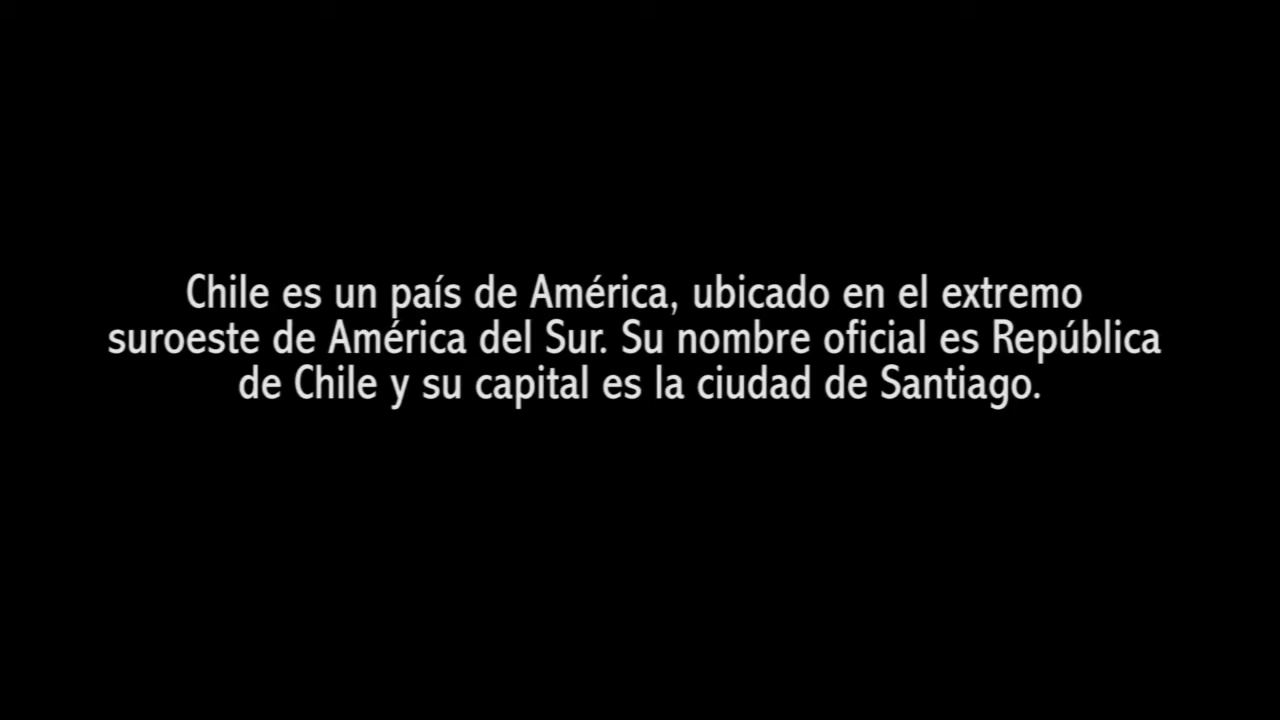 Chile es un país de América, ubicado en el extremo
suroeste de América del Sur. Su nombre oficial es República
de Chile y su capital es la ciudad de Santiago.